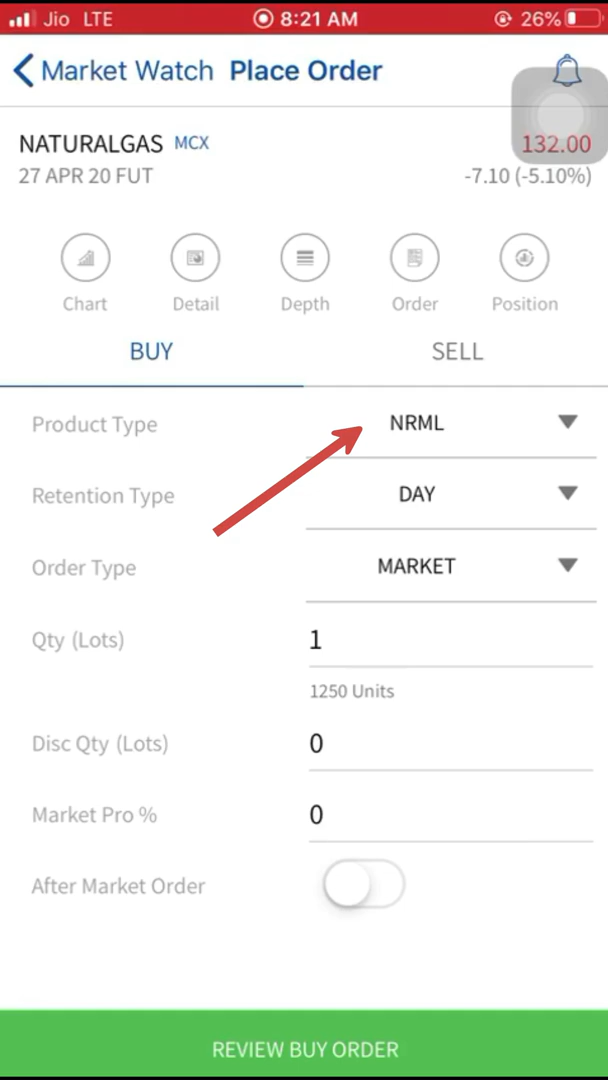 Jio LTE 8:21 AM 26%
Market Watch Place Order
NATURALGAS MCX 132.00
27 APR 20 FUT -7.10 (-5.10%)
Chart Detail Depth Order Position
BUY SELL
Product Type NRML
Retention Type DAY
Order Type MARKET
Qty (Lots) 1
1250 Units
Disc Qty (Lots) 0
Market Pro % 0
After Market Order
REVIEW BUY ORDER